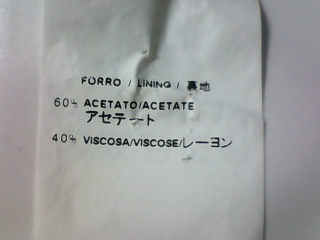 FORRO / LINING / 裏地
60% ACETATO/ACETATE
アセテート
40% VISCOSA/VISCOSE/レーヨン